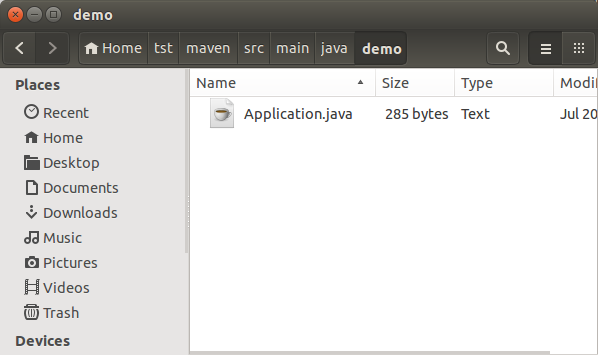 demo
Home tst maven src main java demo
Places
Recent
Home
Desktop
Documents
Downloads
Music
Pictures
Videos
Trash
Devices
Name Size Type Modif
Application.java 285 bytes Text Jul 20